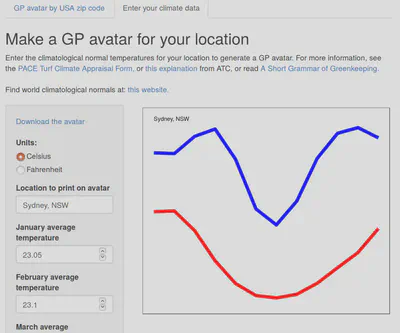 GP avatar by USA zip code
Enter your climate data
Make a GP avatar for your location
Enter the climatological normal temperatures for your location to generate a GP avatar. For more information, see
the PACE Turf Climate Appraisal Form, or this explanation from ATC, or read A Short Grammar of Greenkeeping.
Find world climatological normals at: this website.
Download the avatar
Units:
Celsius
Fahrenheit
Location to print on avatar
Sydney, NSW
January average
temperature
23.05
February average
temperature
23.1
March average
Sydney, NSW